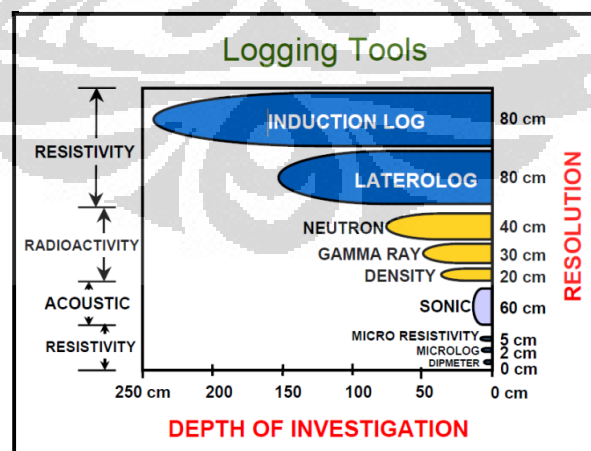 Logging Tools
RESISTIVITY
INDUCTION LOG
80 cm
LATEROLOG
80 cm
RADIOACTIVITY
NEUTRON
40 cm
GAMMA RAY
30 cm
DENSITY
20 cm
ACOUSTIC
SONIC
60 cm
RESISTIVITY
MICRO RESISTIVITY
5 cm
MICROLOG
2 cm
DIPMETER
0 cm
RESOLUTION
250 cm 200 150 100 50 0 cm
DEPTH OF INVESTIGATION